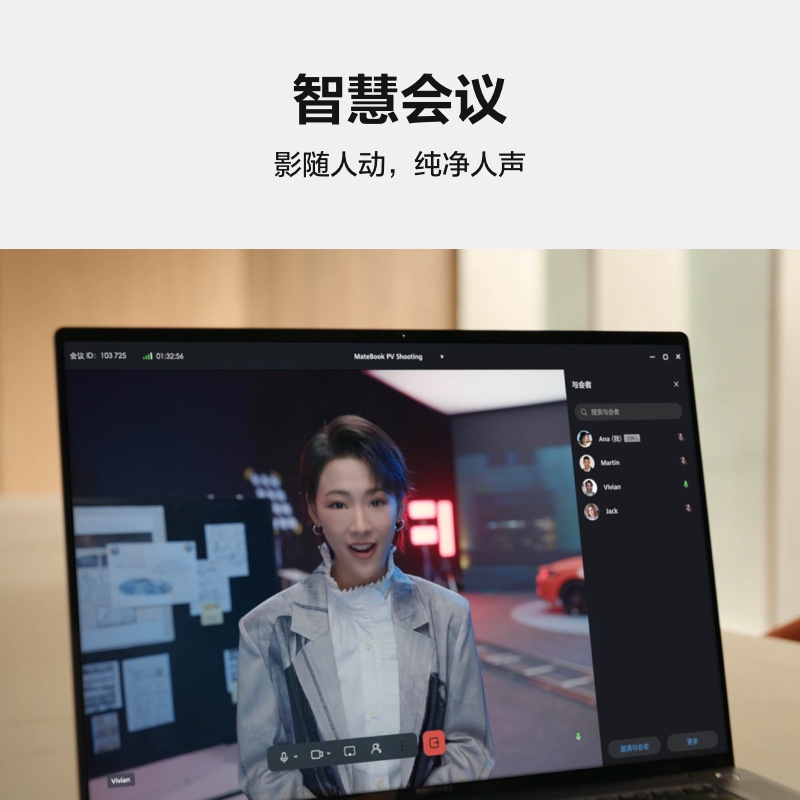 智慧会议
影随人动，纯净人声
会议 ID：103 725
01:32:56
MateBook PV Shooting
与会者
搜索与会者
Ana (我)
Martin
Vivian
Jack
Vivian
邀请与会者
更多